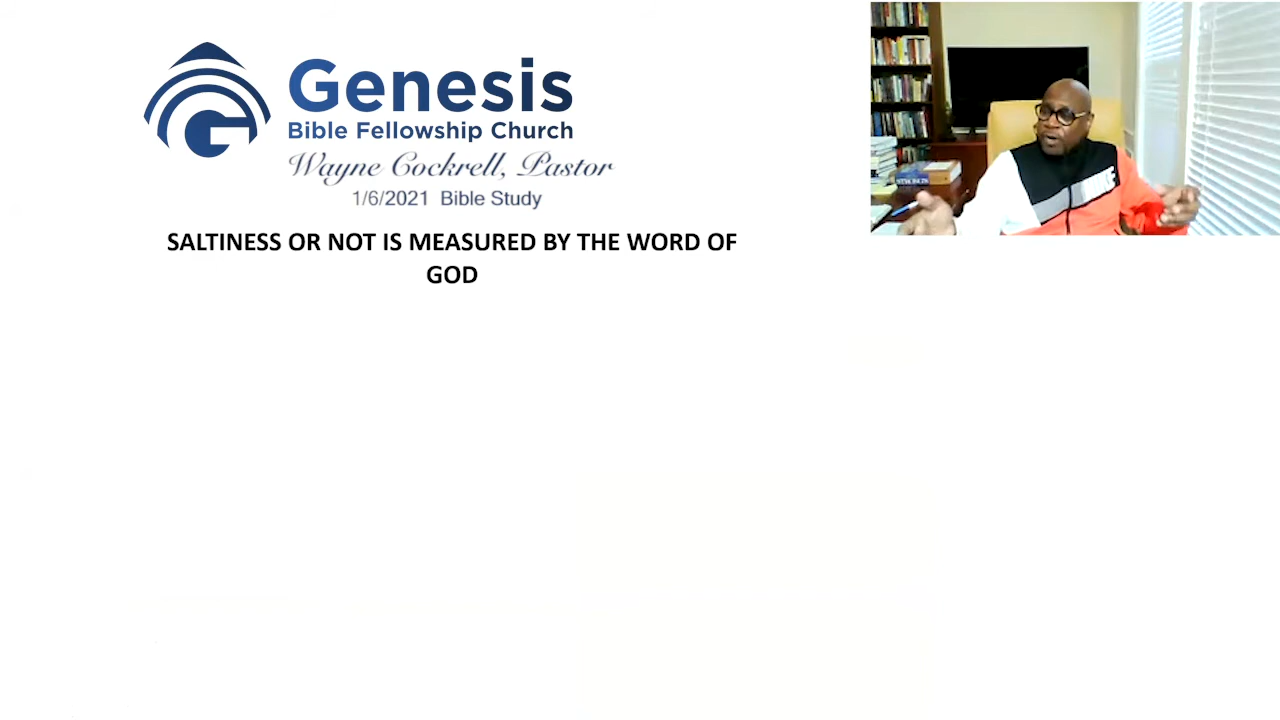 Genesis
Bible Fellowship Church
Wayne Cockrell, Pastor
1/6/2021 Bible Study
SALTINESS OR NOT IS MEASURED BY THE WORD OF
GOD
STRONG'S